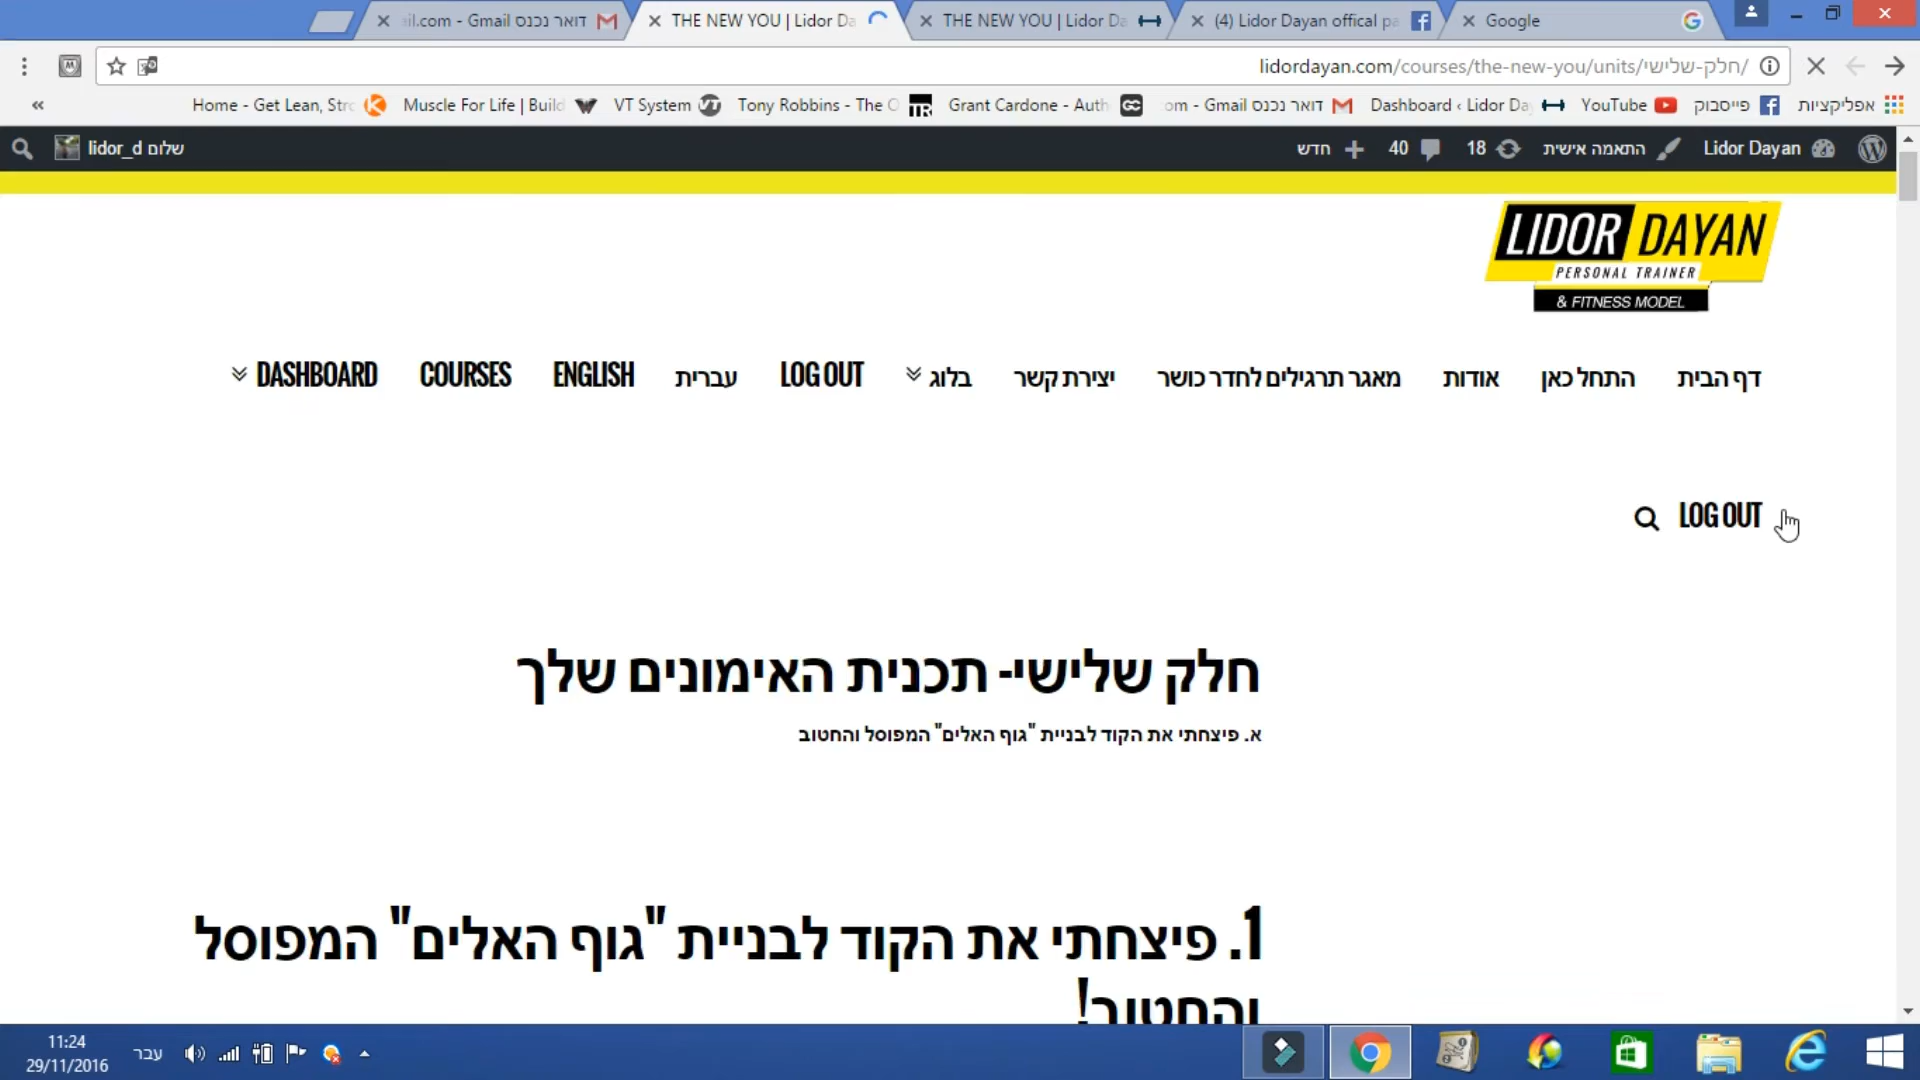 ail.com - Gmail דואר נכנס
THE NEW YOU | Lidor Da
THE NEW YOU | Lidor Da
(4) Lidor Dayan offical pa
Google
lidordayan.com/courses/the-new-you/units/חלק-שלישי/
אפליקציות
פייסבוק
YouTube
Dashboard ‹ Lidor Da
om - Gmail דואר נכנס
Grant Cardone - Auth
Tony Robbins - The O
VT System
Muscle For Life | Build
Home - Get Lean, Stro
Lidor Dayan
התאמה אישית
18
40
חדש
שלום lidor_d
LIDOR DAYAN
PERSONAL TRAINER
& FITNESS MODEL
דף הבית
התחל כאן
אודות
מאגר תרגילים לחדר כושר
יצירת קשר
בלוג
LOG OUT
עברית
ENGLISH
COURSES
DASHBOARD
LOG OUT
חלק שלישי- תכנית האימונים שלך
א. פיצחתי את הקוד לבניית "גוף האלים" המפוסל והחטוב
1. פיצחתי את הקוד לבניית "גוף האלים" המפוסל
והחטוב!
עבר
11:24
29/11/2016